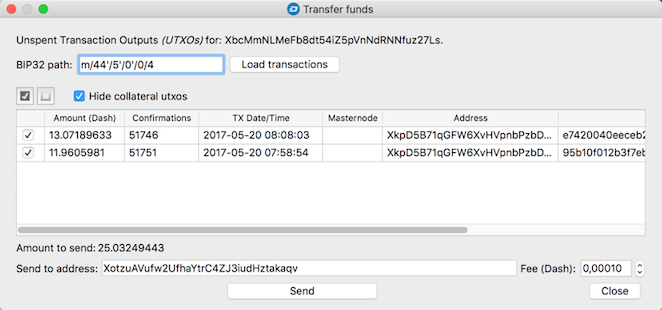 Transfer funds
Unspent Transaction Outputs (UTXOs) for: XbcMmNLMeFb8dt54iZ5pVnNdRNNfuz27Ls.
BIP32 path: m/44'/5'/0'/0/4 Load transactions
Hide collateral utxos
Amount (Dash) Confirmations TX Date/Time Masternode Address
13.07189633 51746 2017-05-20 08:08:03 XkpD5B71qGFW6XvHVpnbPzbD... e7420040eeceb2
11.9605981 51751 2017-05-20 07:58:54 XkpD5B71qGFW6XvHVpnbPzbD... 95b10f012b3f7eb
Amount to send: 25.03249443
Send to address: XotzuAVufw2UfhaYtrC4ZJ3iudHztakaqv Fee (Dash): 0,00010
Send Close